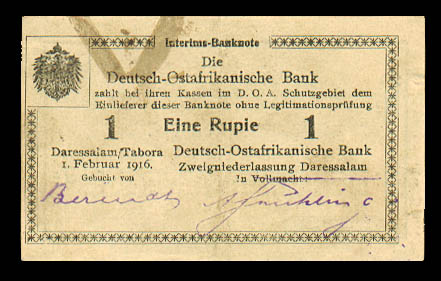 Interims-Banknote
Die
Deutsch-Ostafrikanische Bank
zahlt bei ihren Kassen im D. O. A. Schutzgebiet dem
Einlieferer dieser Banknote ohne Legitimationsprüfung
1 Eine Rupie 1
Daressalam/Tabora
1. Februar 1916.
Gebucht von
Deutsch-Ostafrikanische Bank
Zweigniederlassung Daressalam
In Vollmacht: